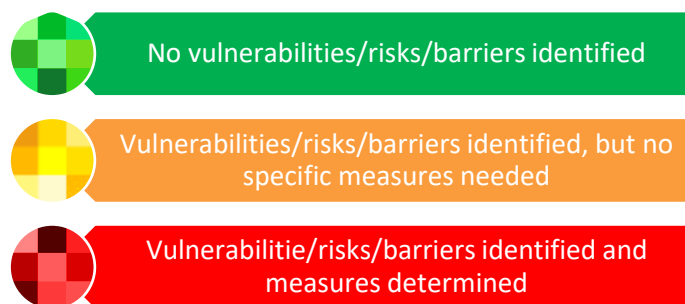 No vulnerabilities/risks/barriers identified
Vulnerabilities/risks/barriers identified, but no
specific measures needed
Vulnerabilitie/risks/barriers identified and
measures determined